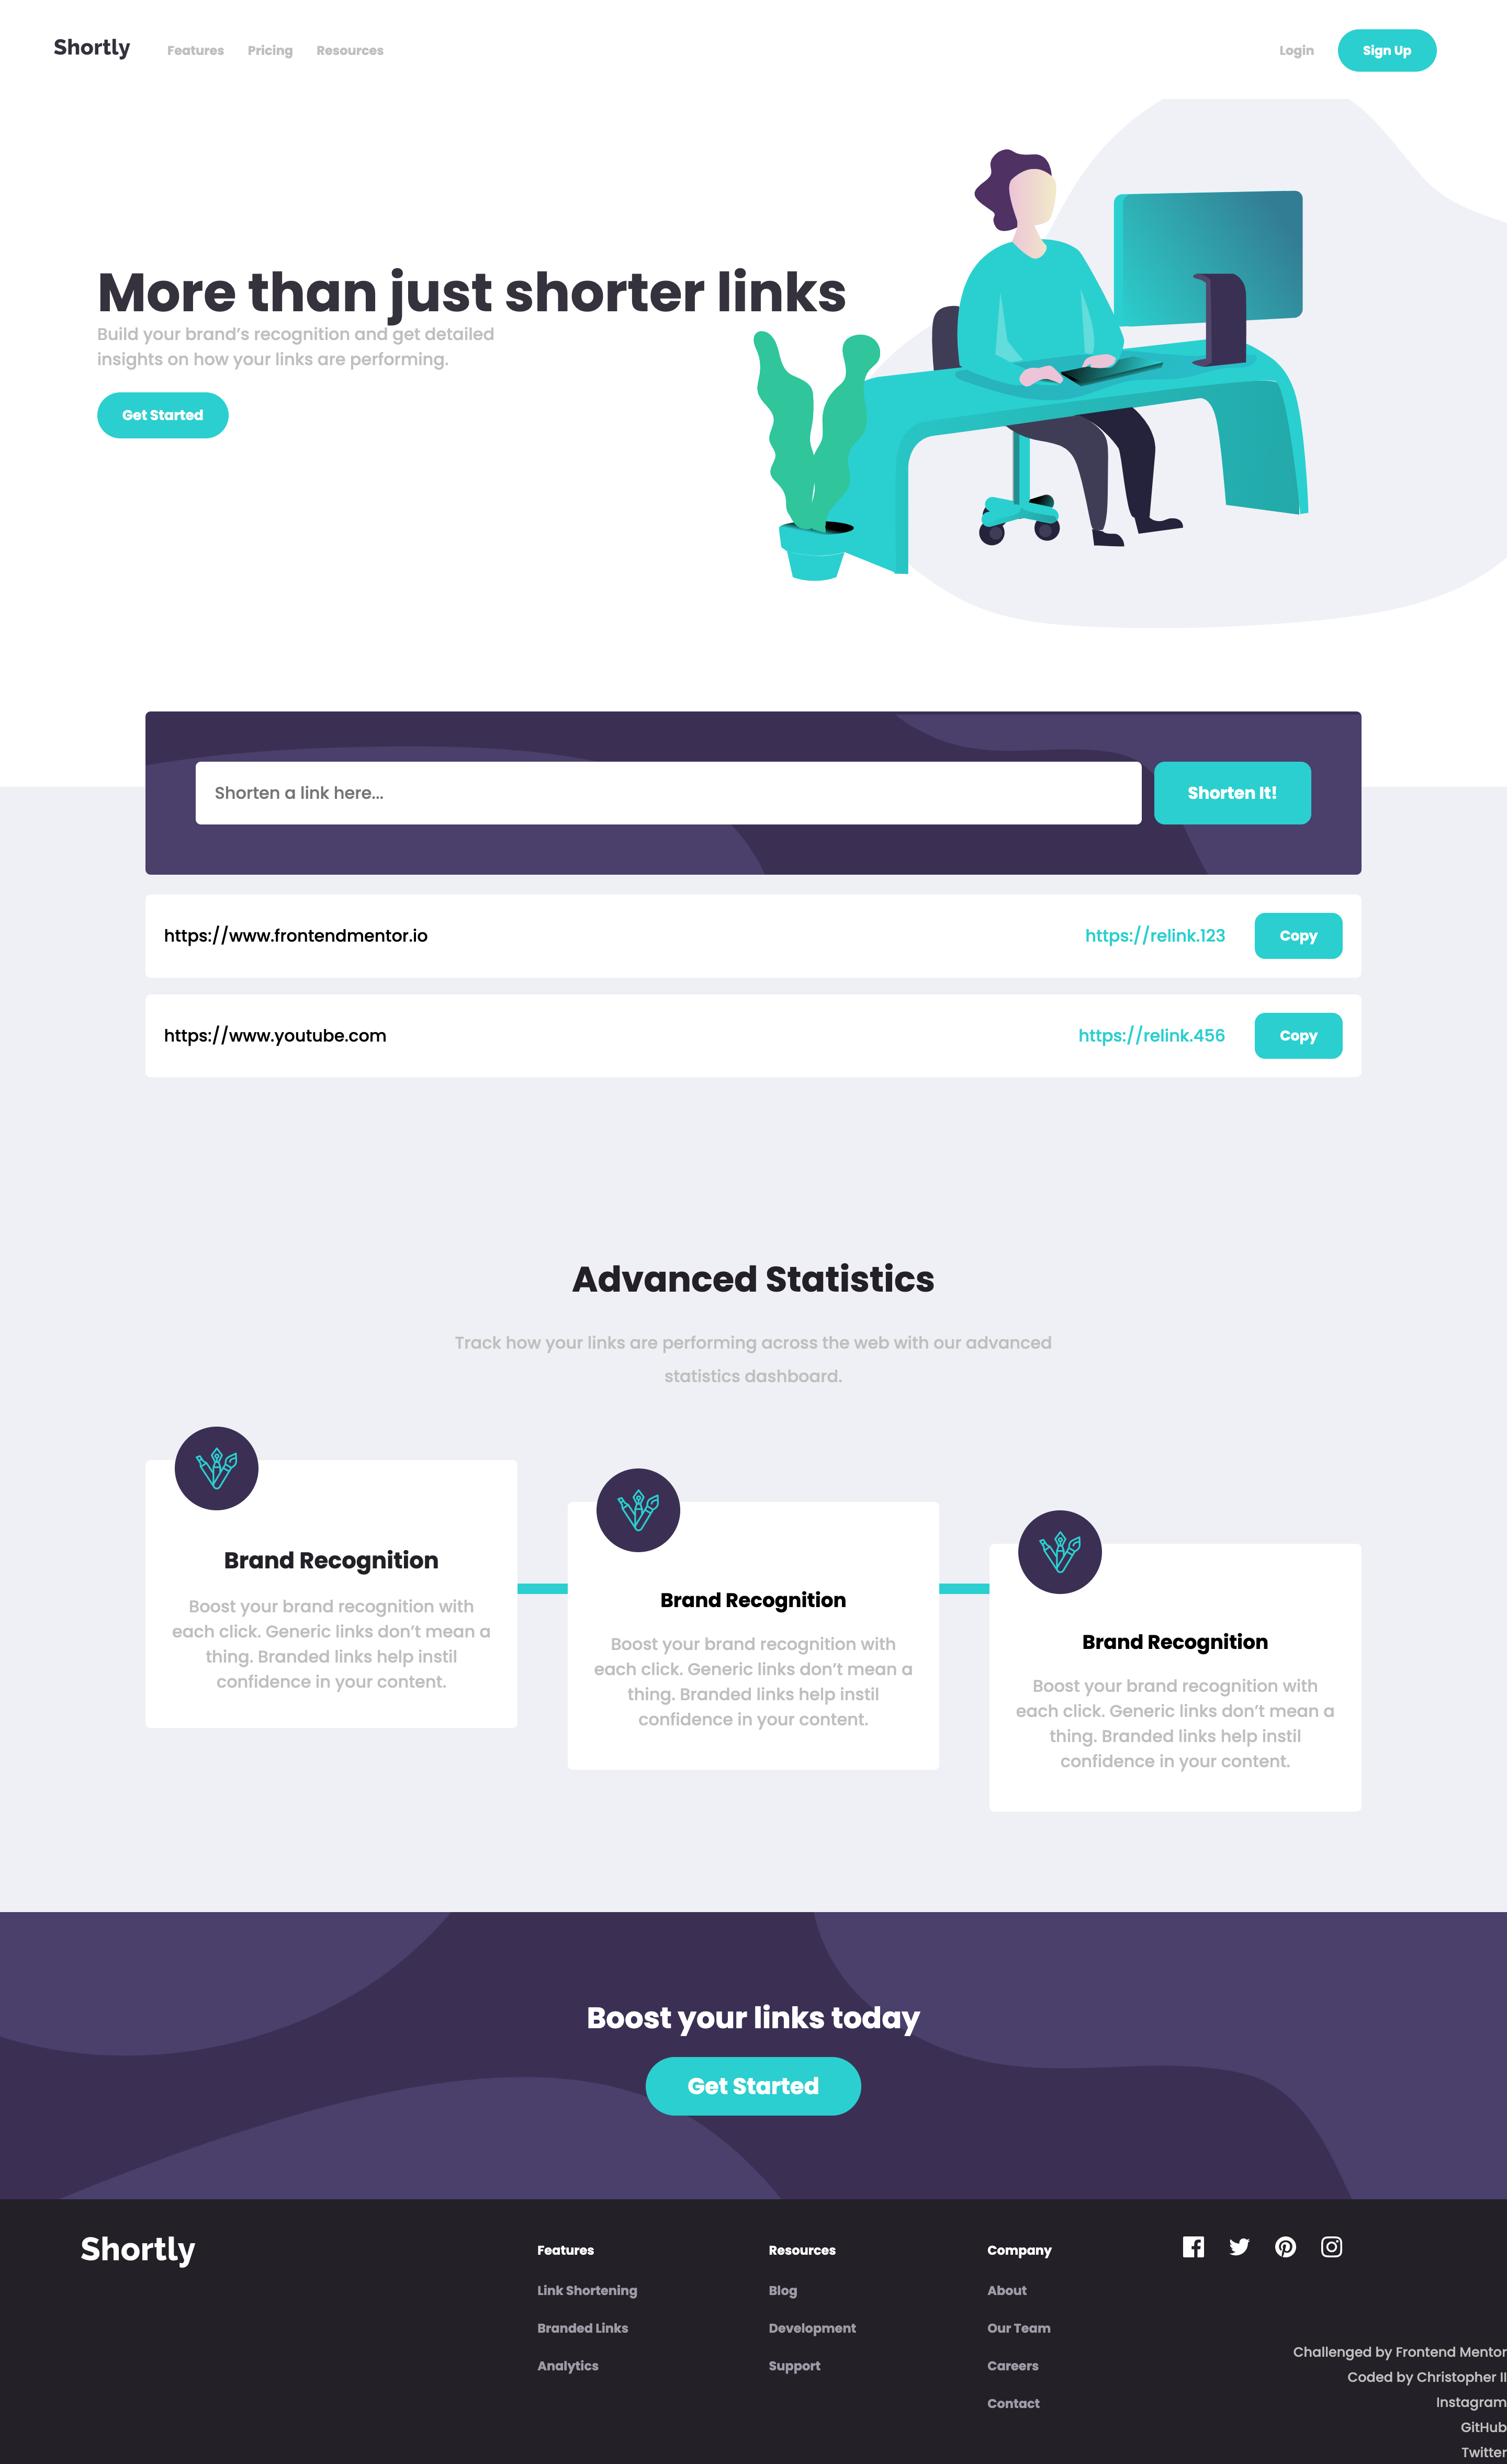 Shortly
Features
Pricing
Resources
Login
Sign Up
More than just shorter links
Build your brand’s recognition and get detailed
insights on how your links are performing.
Get Started
Shorten a link here...
Shorten It!
https://www.frontendmentor.io
https://relink.123
Copy
https://www.youtube.com
https://relink.456
Copy
Advanced Statistics
Track how your links are performing across the web with our advanced
statistics dashboard.
Brand Recognition
Boost your brand recognition with
each click. Generic links don’t mean a
thing. Branded links help instil
confidence in your content.
Brand Recognition
Boost your brand recognition with
each click. Generic links don’t mean a
thing. Branded links help instil
confidence in your content.
Brand Recognition
Boost your brand recognition with
each click. Generic links don’t mean a
thing. Branded links help instil
confidence in your content.
Boost your links today
Get Started
Shortly
Features
Link Shortening
Branded Links
Analytics
Resources
Blog
Development
Support
Company
About
Our Team
Careers
Contact
Challenged by Frontend Mentor
Coded by Christopher II
Instagram
GitHub
Twitter